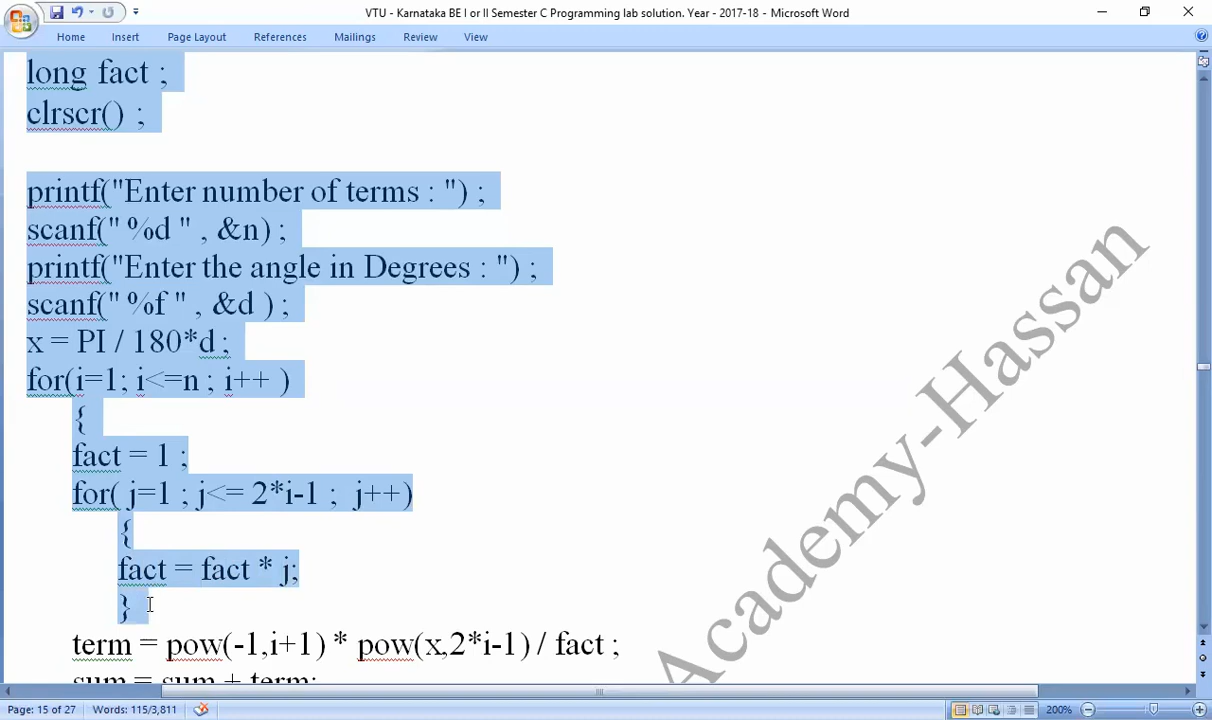 VTU - Karnataka BE I or II Semester C Programming lab solution. Year - 2017-18 - Microsoft Word
Home Insert Page Layout References Mailings Review View
long fact ;
clrscr() ;
printf("Enter number of terms : ") ;
scanf(" %d " , &n) ;
printf("Enter the angle in Degrees : ") ;
scanf(" %f " , &d ) ;
x = PI / 180*d ;
for(i=1; i<=n ; i++ )
{
fact = 1 ;
for( j=1 ; j<= 2*i-1 ; j++)
{
fact = fact * j;
}
term = pow(-1,i+1) * pow(x,2*i-1) / fact ;
sum = sum + term;
Academy-Hassan
Page: 15 of 27 Words: 115/3,811 200%